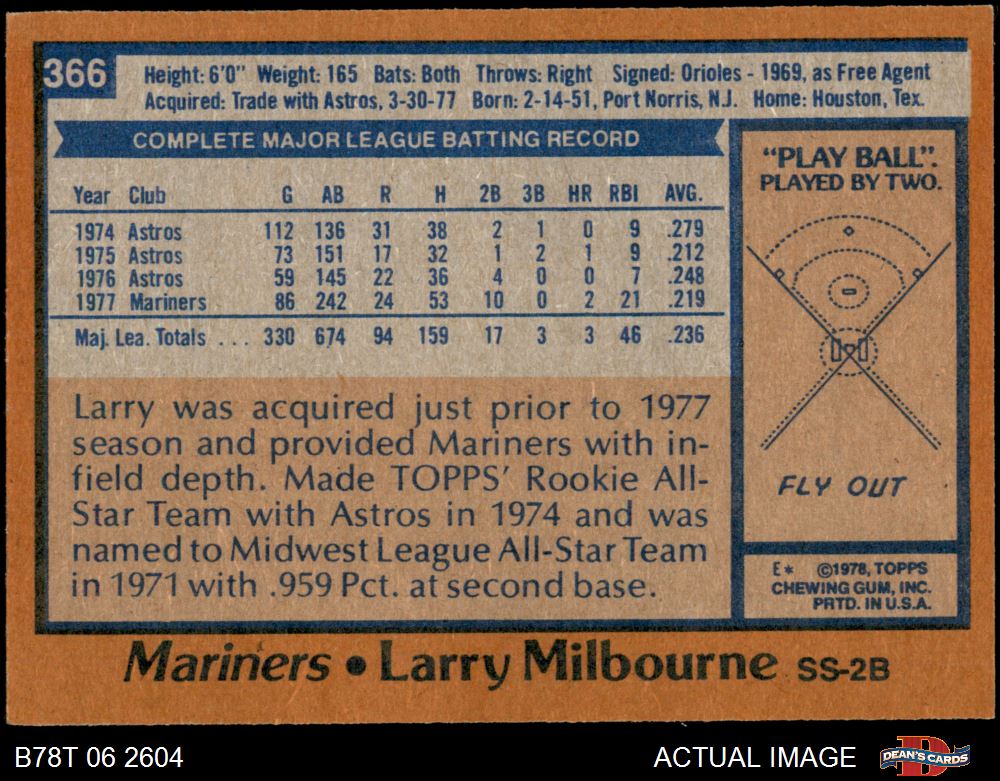 366
Height: 6'0" Weight: 165 Bats: Both Throws: Right Signed: Orioles - 1969, as Free Agent
Acquired: Trade with Astros, 3-30-77 Born: 2-14-51, Port Norris, N.J. Home: Houston, Tex.
COMPLETE MAJOR LEAGUE BATTING RECORD
Year Club G AB R H 2B 3B HR RBI AVG.
1974 Astros 112 136 31 38 2 1 0 9 .279
1975 Astros 73 151 17 32 1 2 1 9 .212
1976 Astros 59 145 22 36 4 0 0 7 .248
1977 Mariners 86 242 24 53 10 0 2 21 .219
Maj. Lea. Totals . . . 330 674 94 159 17 3 3 46 .236
Larry was acquired just prior to 1977
season and provided Mariners with in-
field depth. Made TOPPS' Rookie All-
Star Team with Astros in 1974 and was
named to Midwest League All-Star Team
in 1971 with .959 Pct. at second base.
"PLAY BALL".
PLAYED BY TWO.
FLY OUT
E* ©1978, TOPPS
CHEWING GUM, INC.
PRTD. IN U.S.A.
Mariners • Larry Milbourne SS-2B
B78T 06 2604 ACTUAL IMAGE
D
DEAN'S CARDS